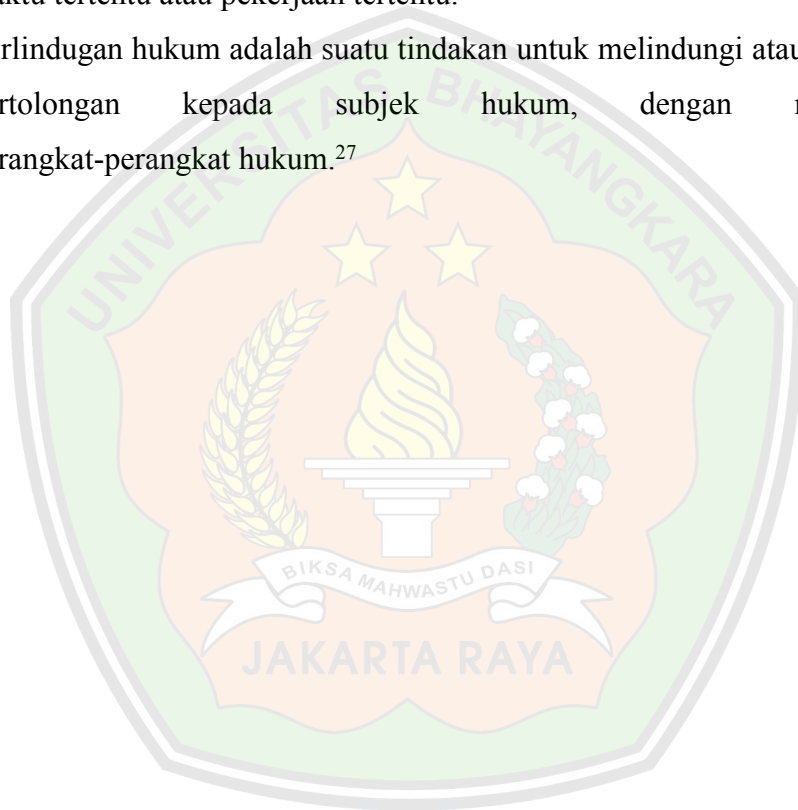 aktu tertentu atau pekerjaan tertentu.
erlindugan hukum adalah suatu tindakan untuk melindungi atau
rtolongan kepada subjek hukum, dengan
rangkat-perangkat hukum.27
UNIVERSITAS BHAYANGKARA
BIKSA MAHWASTU DASI
JAKARTA RAYA